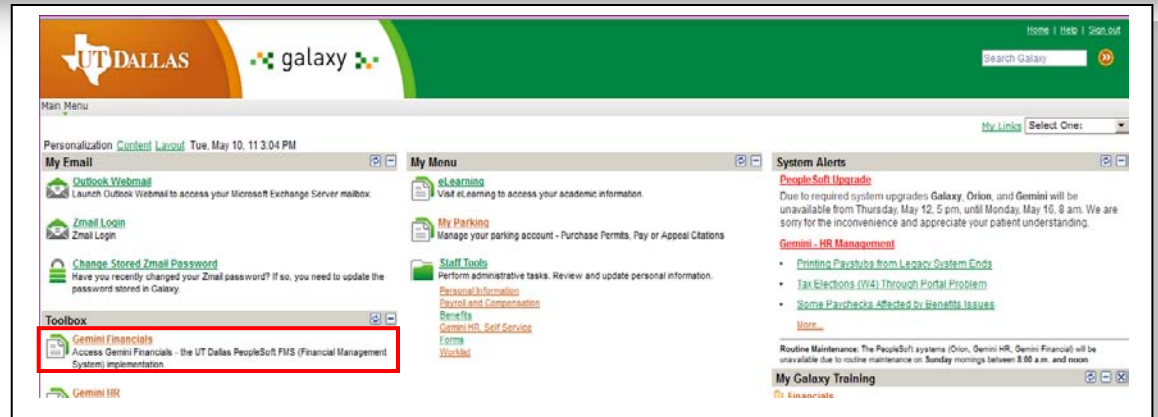 Home | Help | Sign out
UT DALLAS
galaxy
Search Galaxy
Main Menu
My Links Select One:
Personalization Content Layout Tue, May 10, 11 3:04 PM
My Email
Outlook Webmail
Launch Outlook Webmail to access your Microsoft Exchange Server mailbox.
Zmail Login
Zmail Login
Change Stored Zmail Password
Have you recently changed your Zmail password? If so, you need to update the
password stored in Galaxy.
Toolbox
Gemini Financials
Access Gemini Financials - the UT Dallas PeopleSoft FMS (Financial Management
System) implementation.
Gemini HR
My Menu
eLearning
Visit eLearning to access your academic information.
My Parking
Manage your parking account - Purchase Permits, Pay or Appeal Citations
Staff Tools
Perform administrative tasks. Review and update personal information.
Personal Information
Payroll and Compensation
Benefits
Gemini HR Self Service
Forms
Worklist
System Alerts
PeopleSoft Upgrade
Due to required system upgrades Galaxy, Orion, and Gemini will be
unavailable from Thursday, May 12, 5 pm, until Monday, May 16, 8 am. We are
sorry for the inconvenience and appreciate your patient understanding.
Gemini - HR Management
• Printing Paystubs from Legacy System Ends
• Tax Elections (W4) Through Portal Problem
• Some Paychecks Affected by Benefits Issues
More...
Routine Maintenance: The PeopleSoft systems (Orion, Gemini HR, Gemini Financial) will be
unavailable due to routine maintenance on Sunday mornings between 8:00 a.m. and noon.
My Galaxy Training
Financials